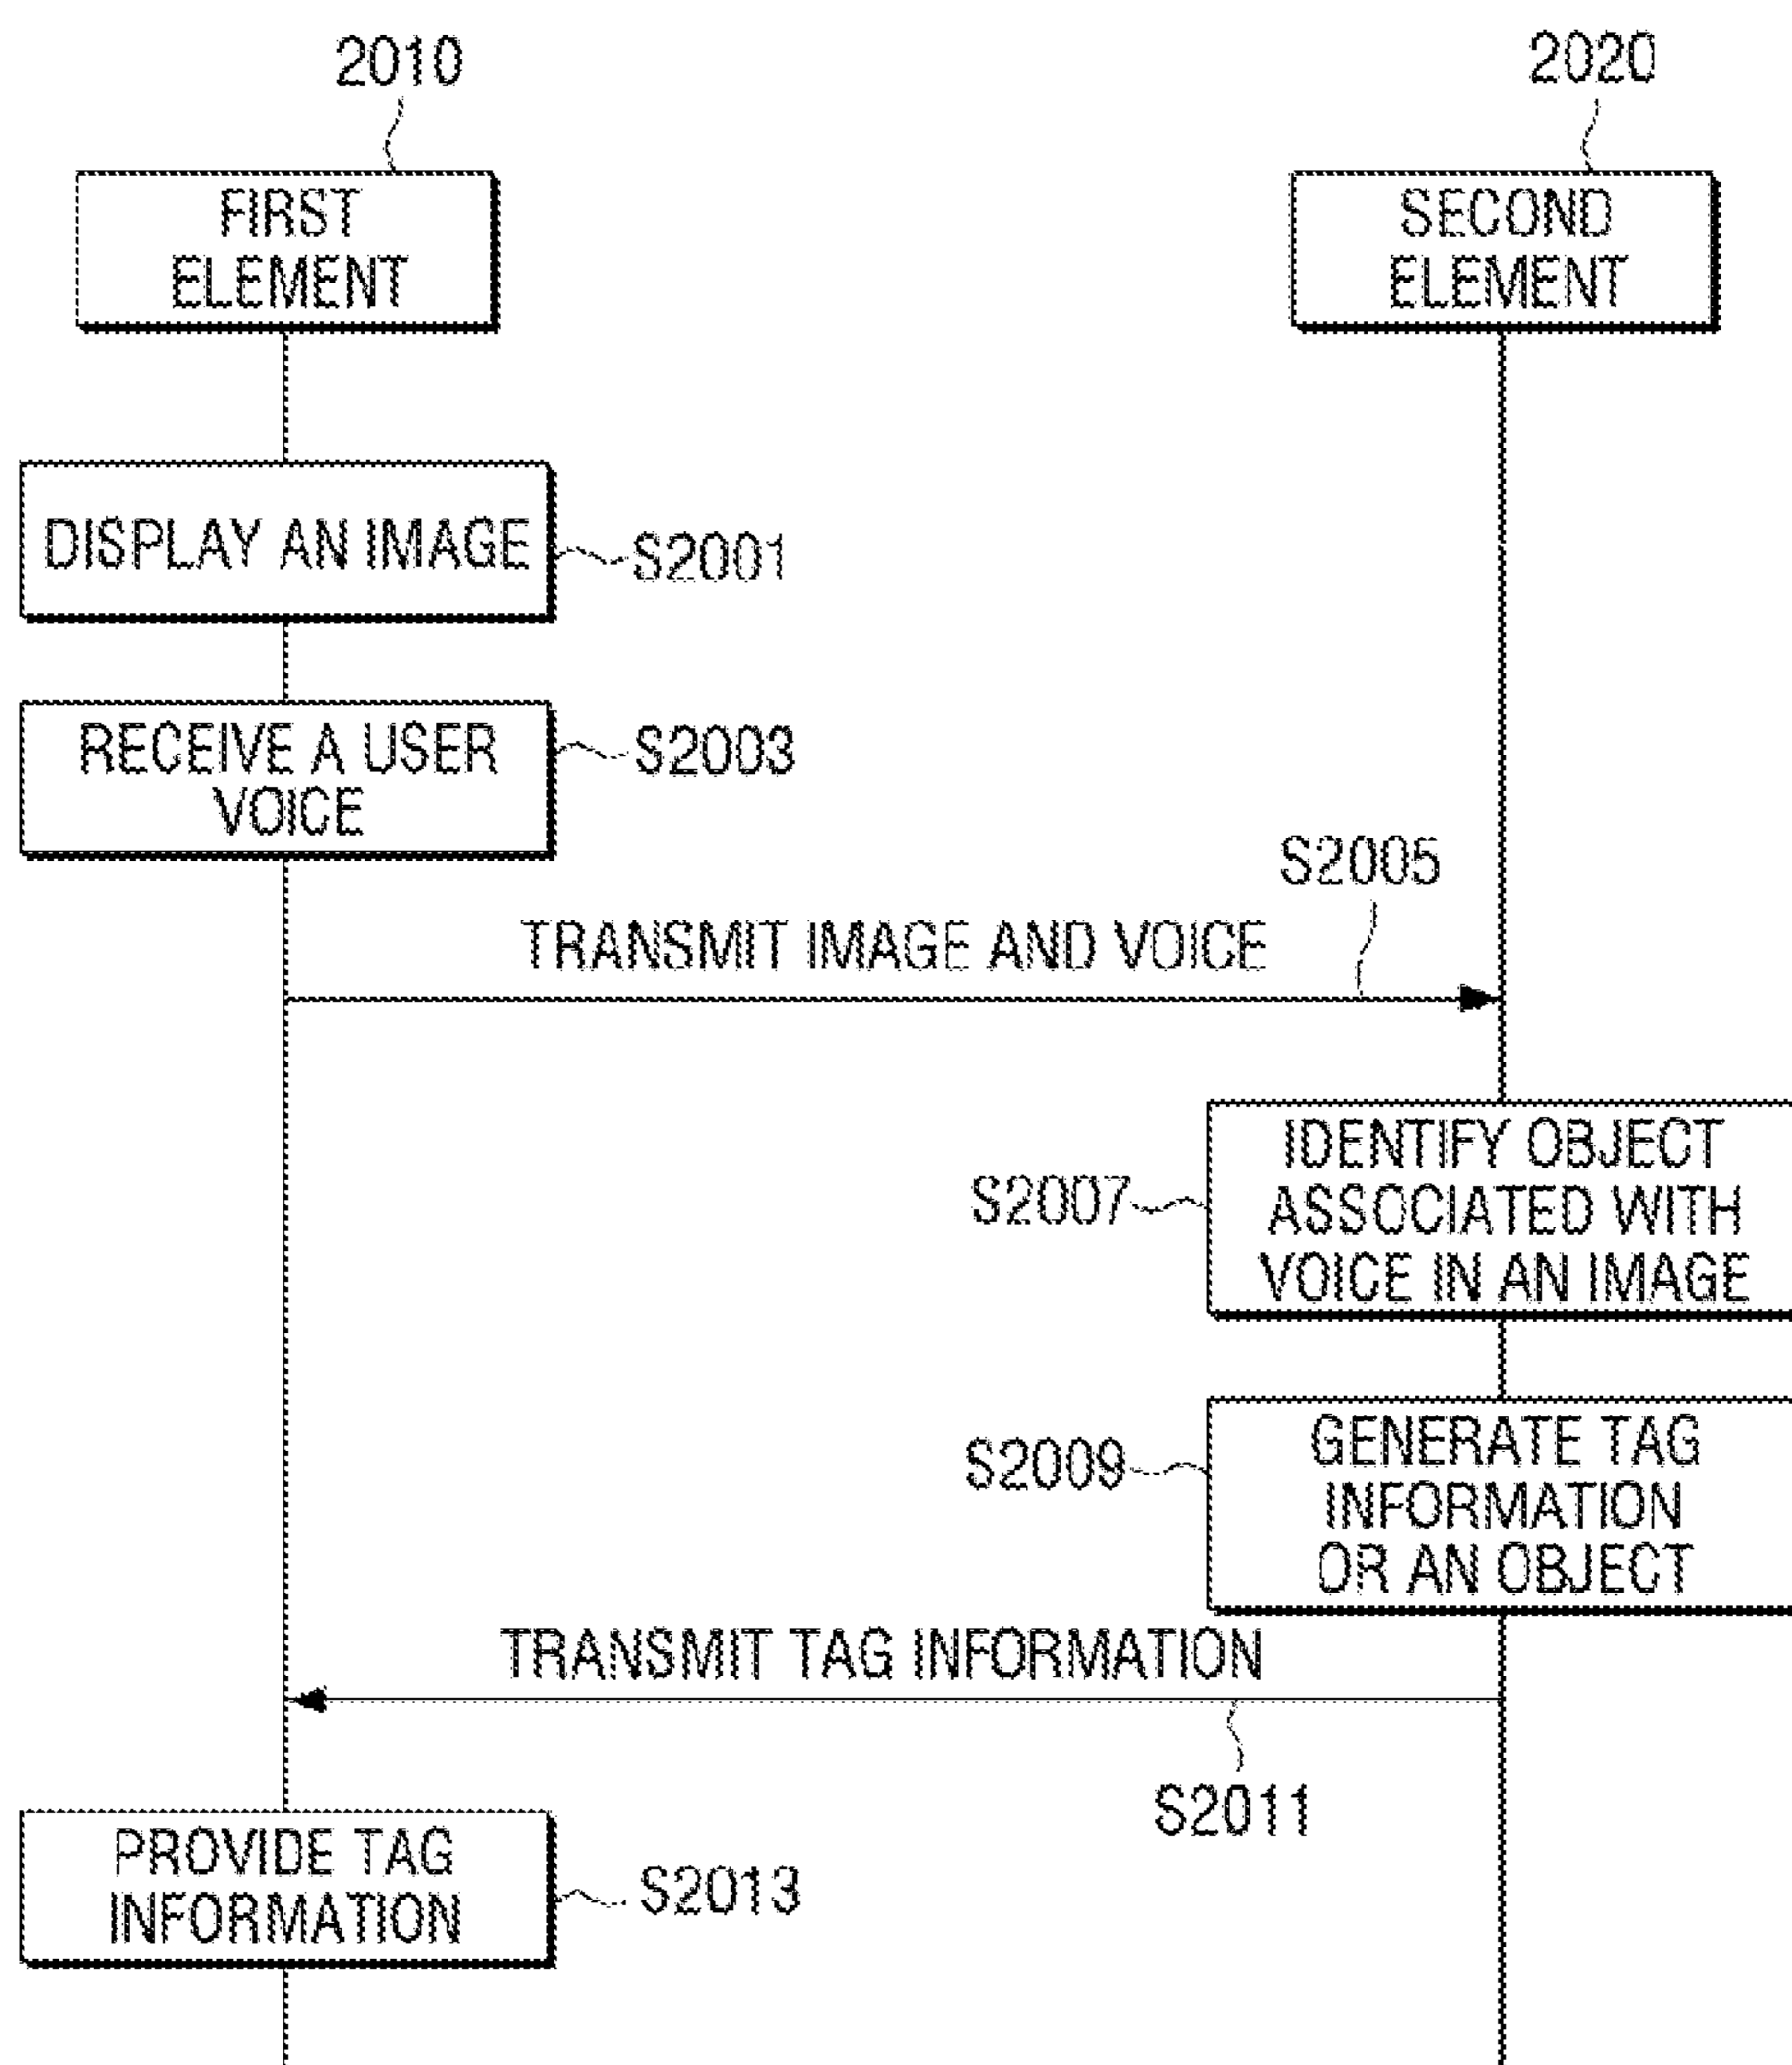 2010
2020
FIRST
ELEMENT
SECOND
ELEMENT
DISPLAY AN IMAGE
S2001
RECEIVE A USER
VOICE
S2003
S2005
TRANSMIT IMAGE AND VOICE
S2007
IDENTIFY OBJECT
ASSOCIATED WITH
VOICE IN AN IMAGE
S2009
GENERATE TAG
INFORMATION
OR AN OBJECT
TRANSMIT TAG INFORMATION
S2011
PROVIDE TAG
INFORMATION
S2013